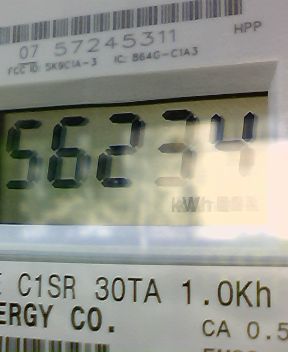 07 57245311
HPP
FCC ID: SK9C1A-3 IC: 864G-C1A3
56234
kWh
E C1SR 30TA 1.0Kh
ERGY CO.
CA 0.5